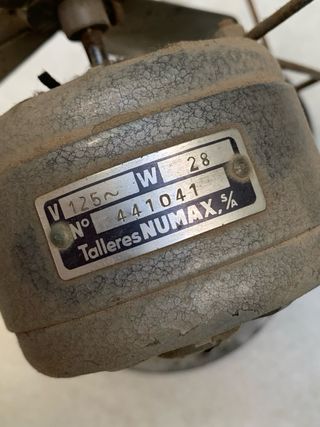 V 125~ W 28
Nº 441041
Talleres NUMAX, S/A